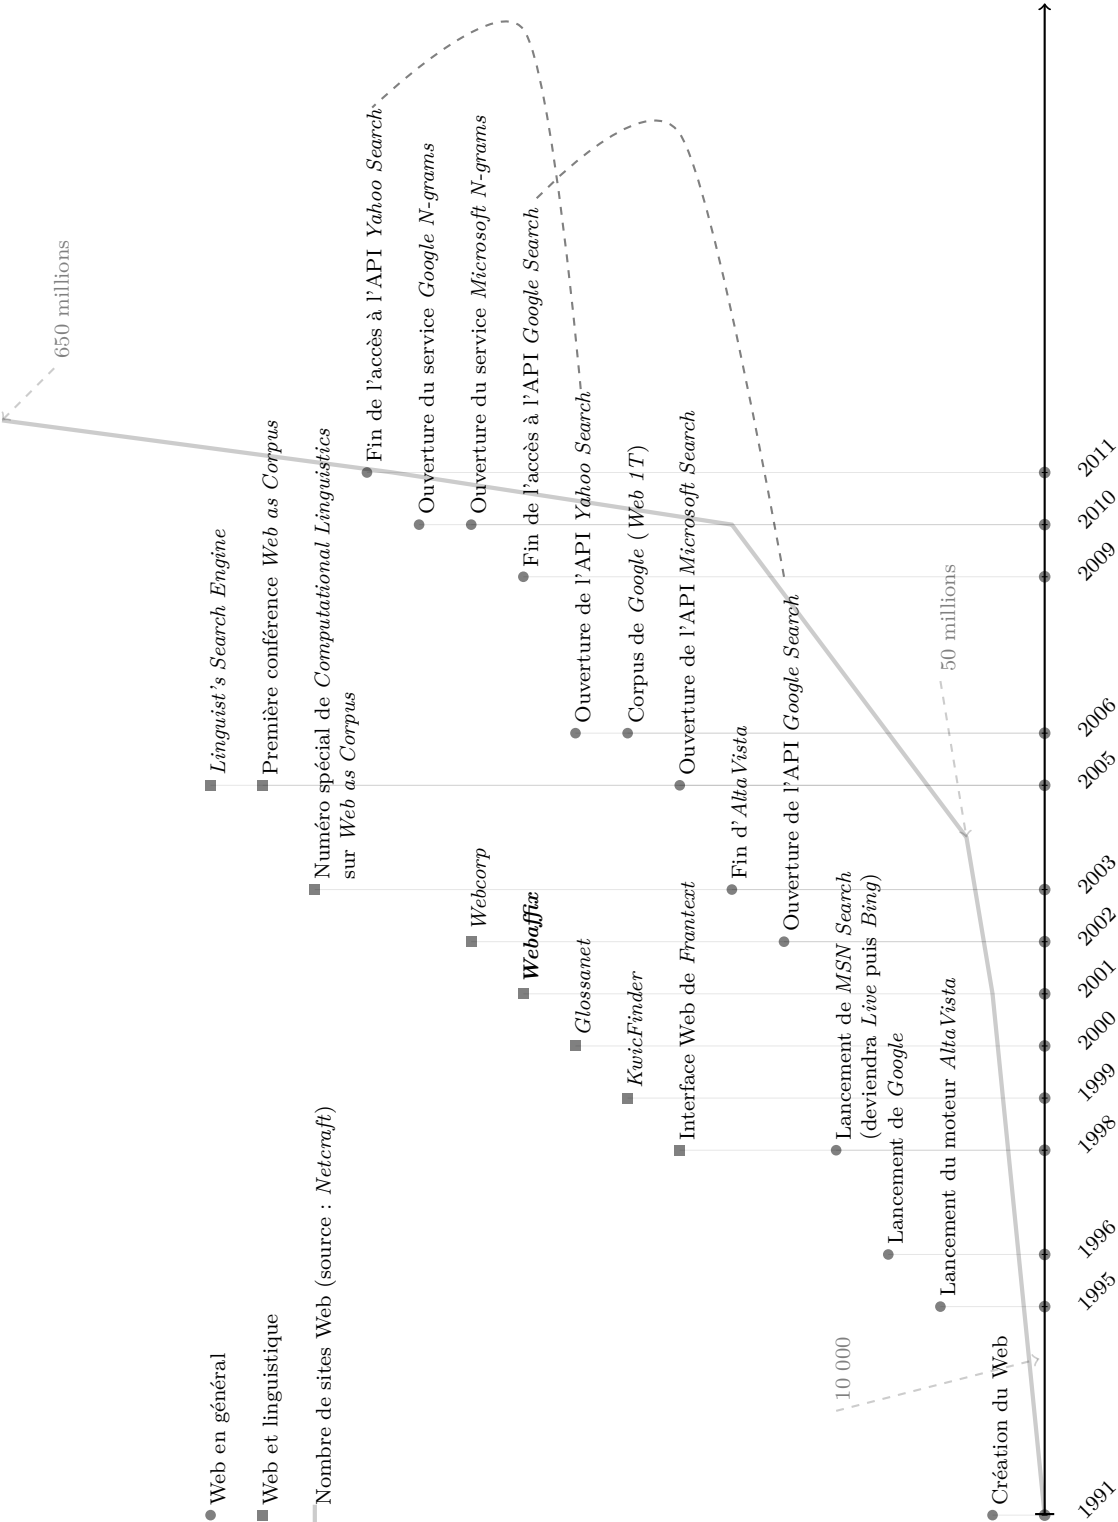 Web en général
Web et linguistique
Nombre de sites Web (source : Netcraft)
650 millions
Linguist's Search Engine
Première conférence Web as Corpus
Numéro spécial de Computational Linguistics
sur Web as Corpus
Fin de l'accès à l'API Yahoo Search
Ouverture du service Google N-grams
Ouverture du service Microsoft N-grams
Webcorp
Fin de l'accès à l'API Google Search
Webaffix
Ouverture de l'API Yahoo Search
Glossanet
Corpus de Google (Web 1T)
KwicFinder
Ouverture de l'API Microsoft Search
Interface Web de Frantext
Fin d'AltaVista
Ouverture de l'API Google Search
Lancement de MSN Search
(deviendra Live puis Bing)
10 000
Lancement de Google
Lancement du moteur AltaVista
50 millions
Création du Web
1991
1995
1996
1998
1999
2000
2001
2002
2003
2005
2006
2009
2010
2011